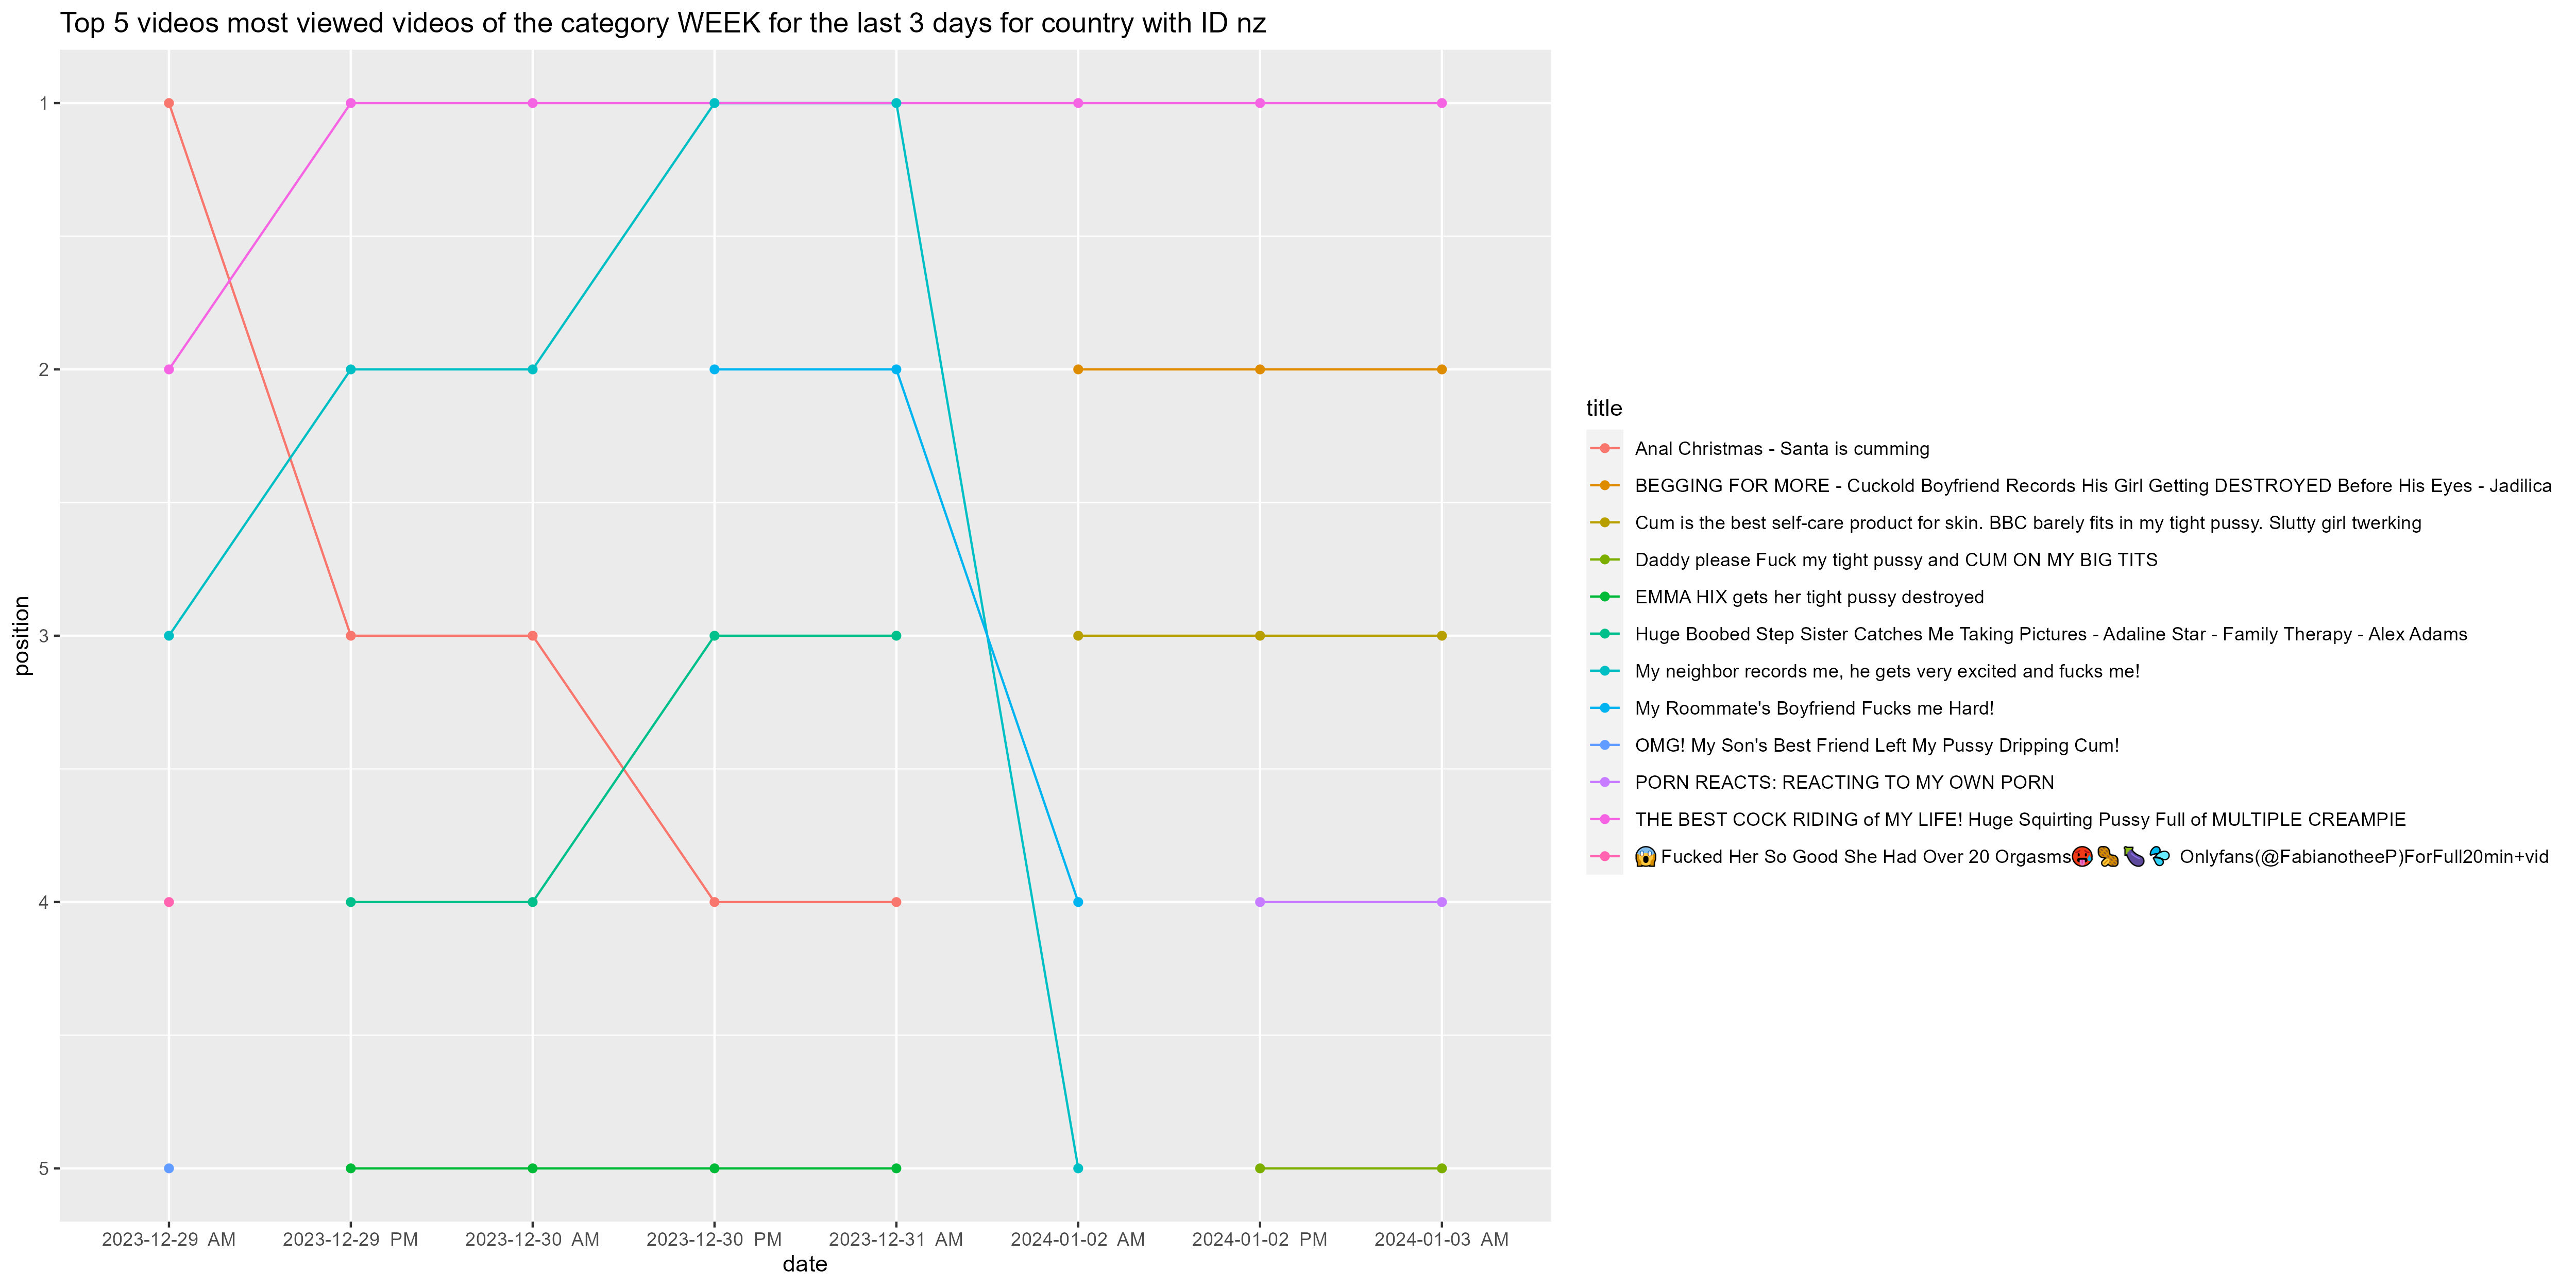 Top 5 videos most viewed videos of the category WEEK for the last 3 days for country with ID nz
position
1
2
3
4
5
2023-12-29 AM
2023-12-29 PM
2023-12-30 AM
2023-12-30 PM
2023-12-31 AM
2024-01-02 AM
2024-01-02 PM
2024-01-03 AM
date
title
Anal Christmas - Santa is cumming
BEGGING FOR MORE - Cuckold Boyfriend Records His Girl Getting DESTROYED Before His Eyes - Jadilica
Cum is the best self-care product for skin. BBC barely fits in my tight pussy. Slutty girl twerking
Daddy please Fuck my tight pussy and CUM ON MY BIG TITS
EMMA HIX gets her tight pussy destroyed
Huge Boobed Step Sister Catches Me Taking Pictures - Adaline Star - Family Therapy - Alex Adams
My neighbor records me, he gets very excited and fucks me!
My Roommate's Boyfriend Fucks me Hard!
OMG! My Son's Best Friend Left My Pussy Dripping Cum!
PORN REACTS: REACTING TO MY OWN PORN
THE BEST COCK RIDING of MY LIFE! Huge Squirting Pussy Full of MULTIPLE CREAMPIE
😱Fucked Her So Good She Had Over 20 Orgasms🥵🥜🍆💦 Onlyfans(@FabianotheeP)ForFull20min+vid